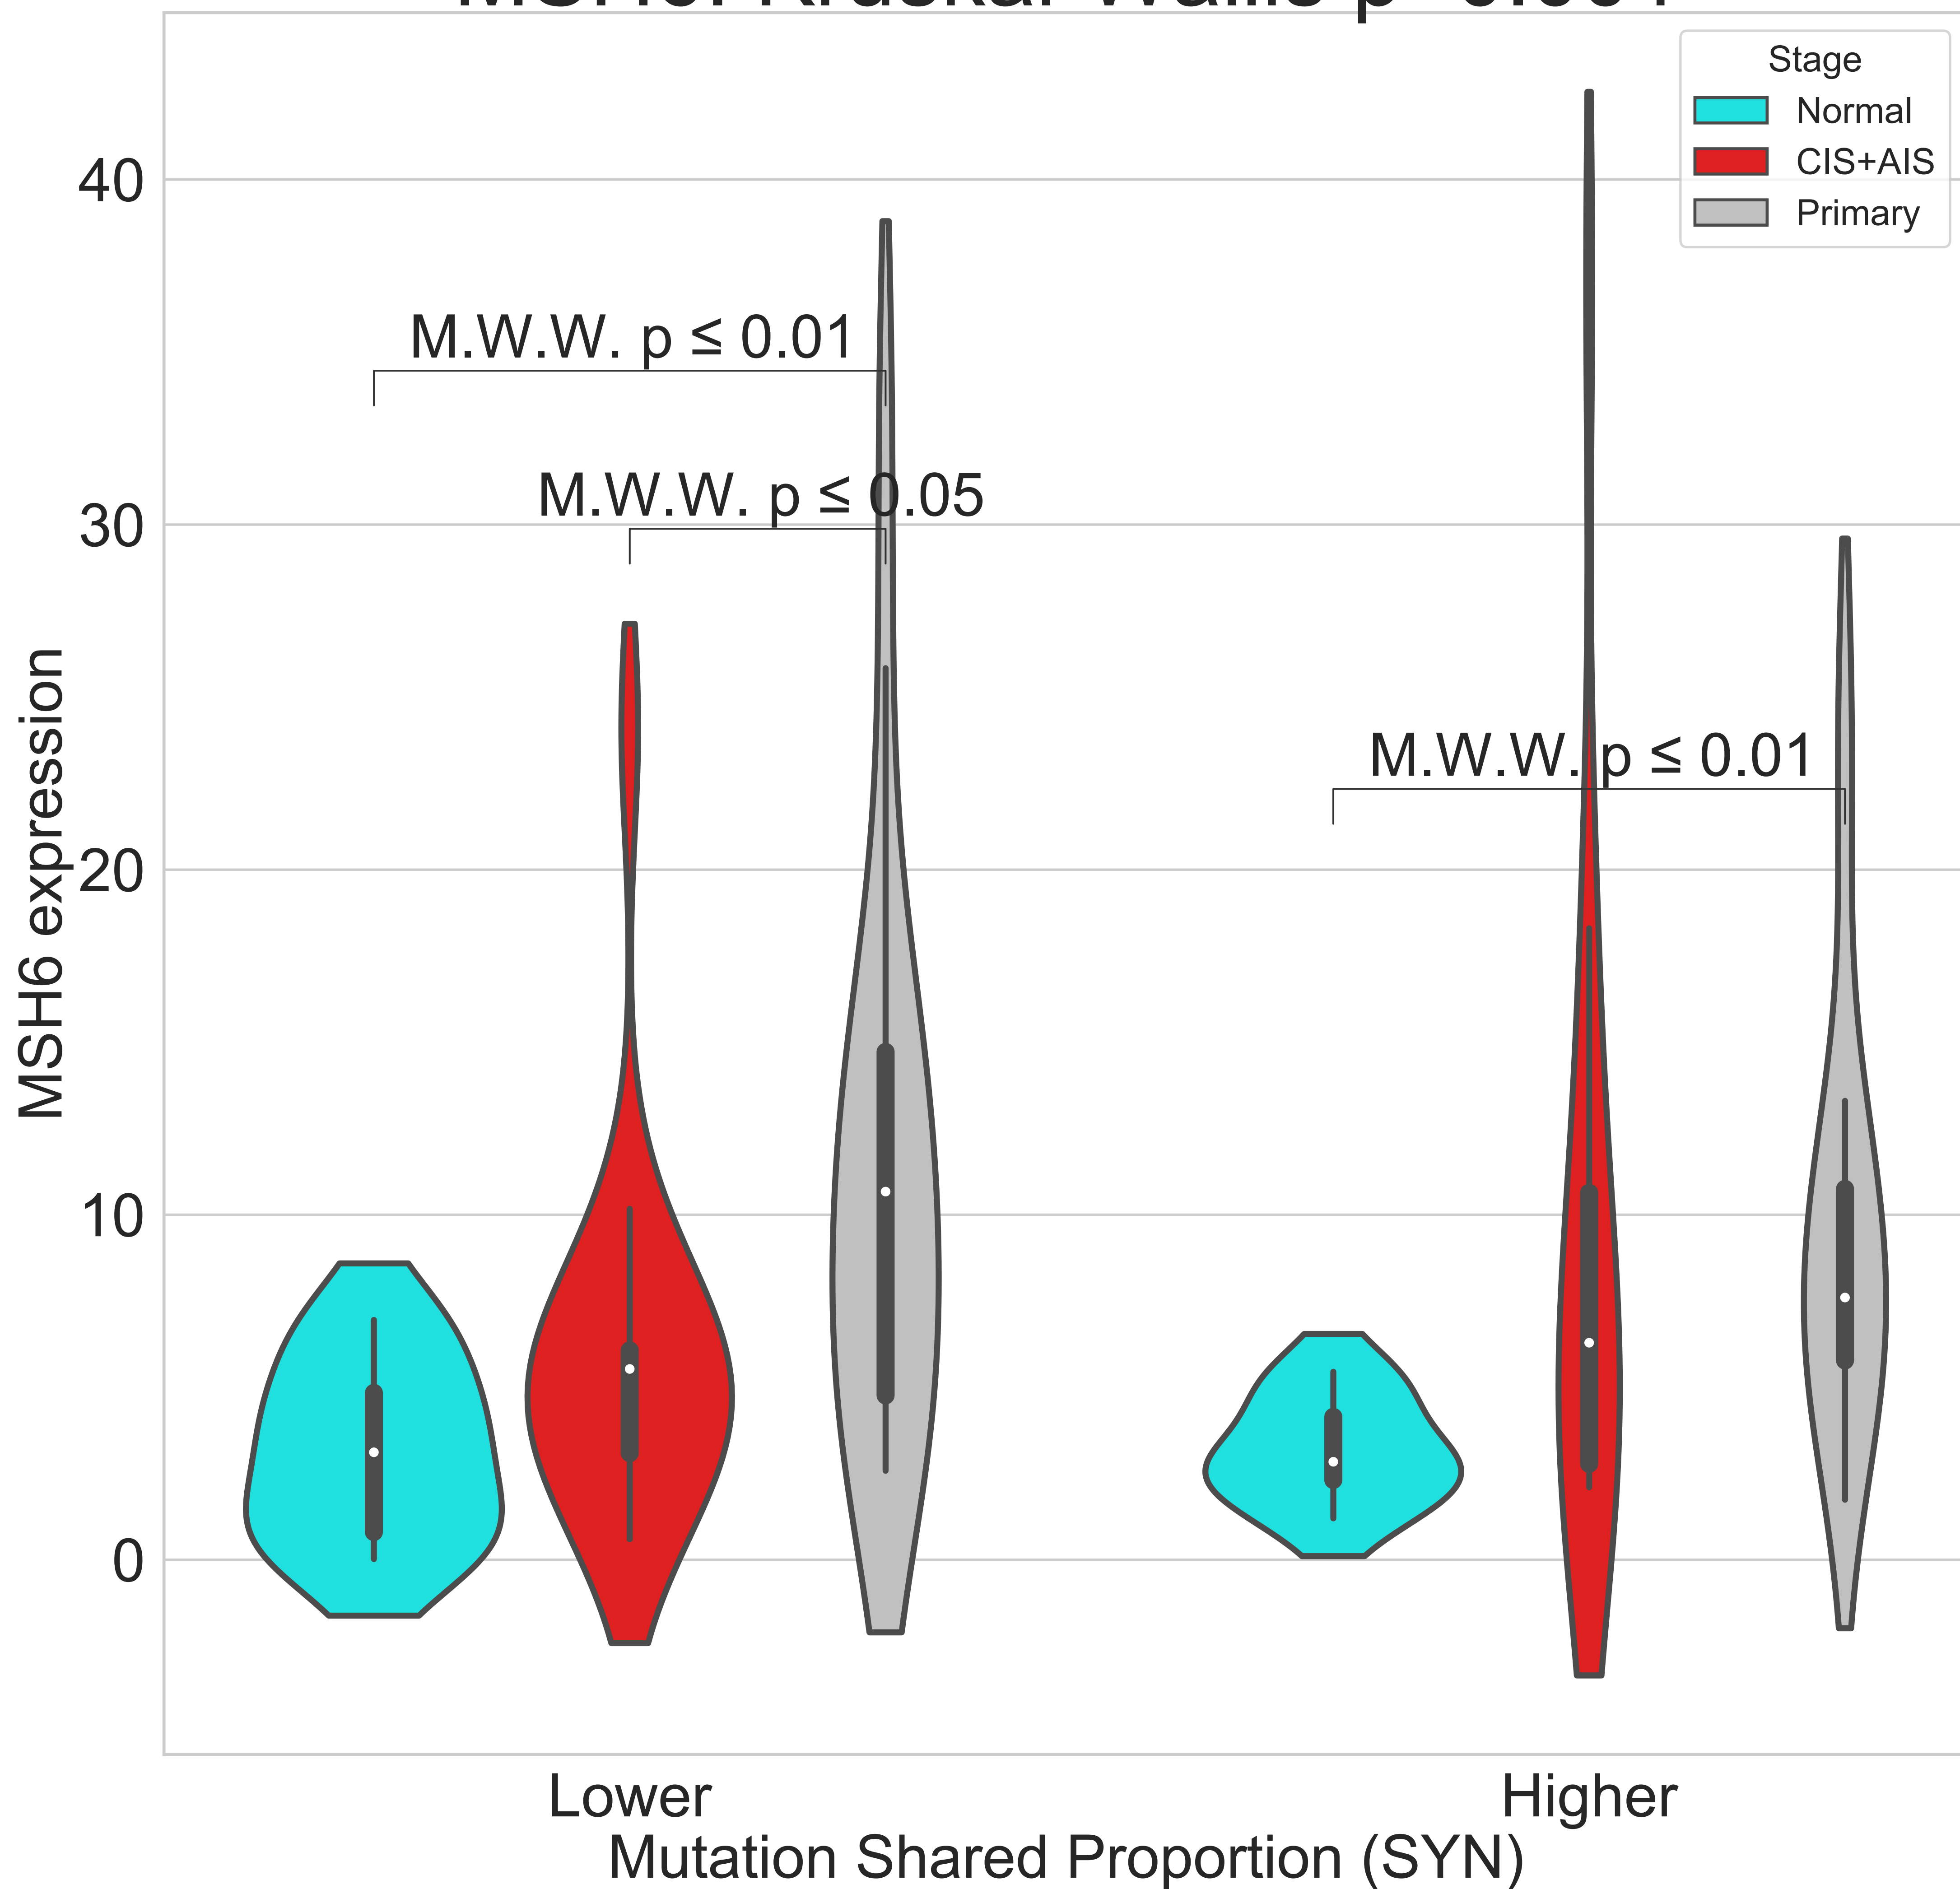 Stage
Normal
CIS+AIS
Primary
40
30
20
10
0
M.W.W. p ≤ 0.01
M.W.W. p ≤ 0.05
M.W.W. p ≤ 0.01
MSH6 expression
Lower
Higher
Mutation Shared Proportion (SYN)